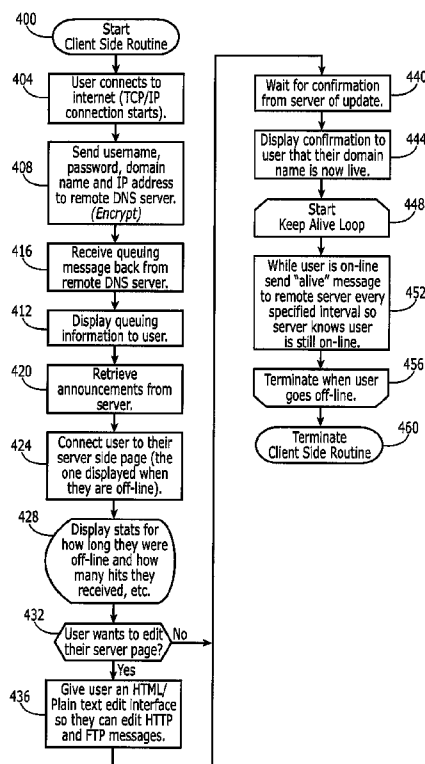 400
Start
Client Side Routine
404
User connects to
internet (TCP/IP
connection starts).
408
Send username,
password, domain
name and IP address
to remote DNS server.
(Encrypt)
416
Receive queuing
message back from
remote DNS server.
412
Display queuing
information to user.
420
Retrieve
announcements from
server.
424
Connect user to their
server side page (the
one displayed when
they are off-line).
428
Display stats for
how long they were
off-line and how
many hits they
received, etc.
432
User wants to edit
their server page?
No
Yes
436
Give user an HTML/
Plain text edit interface
so they can edit HTTP
and FTP messages.
Wait for confirmation
from server of update.
440
Display confirmation to
user that their domain
name is now live.
444
Start
Keep Alive Loop
448
While user is on-line
send "alive" message
to remote server every
specified interval so
server knows user
is still on-line.
452
Terminate when user
goes off-line.
456
Terminate
Client Side Routine
460